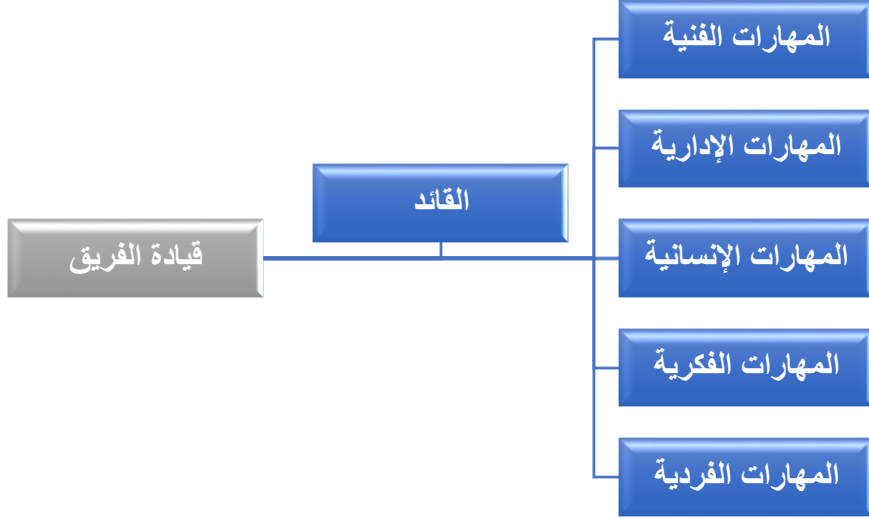 المهارات الفنية
المهارات الإدارية
القائد
المهارات الإنسانية
قيادة الفريق
المهارات الفكرية
المهارات الفردية